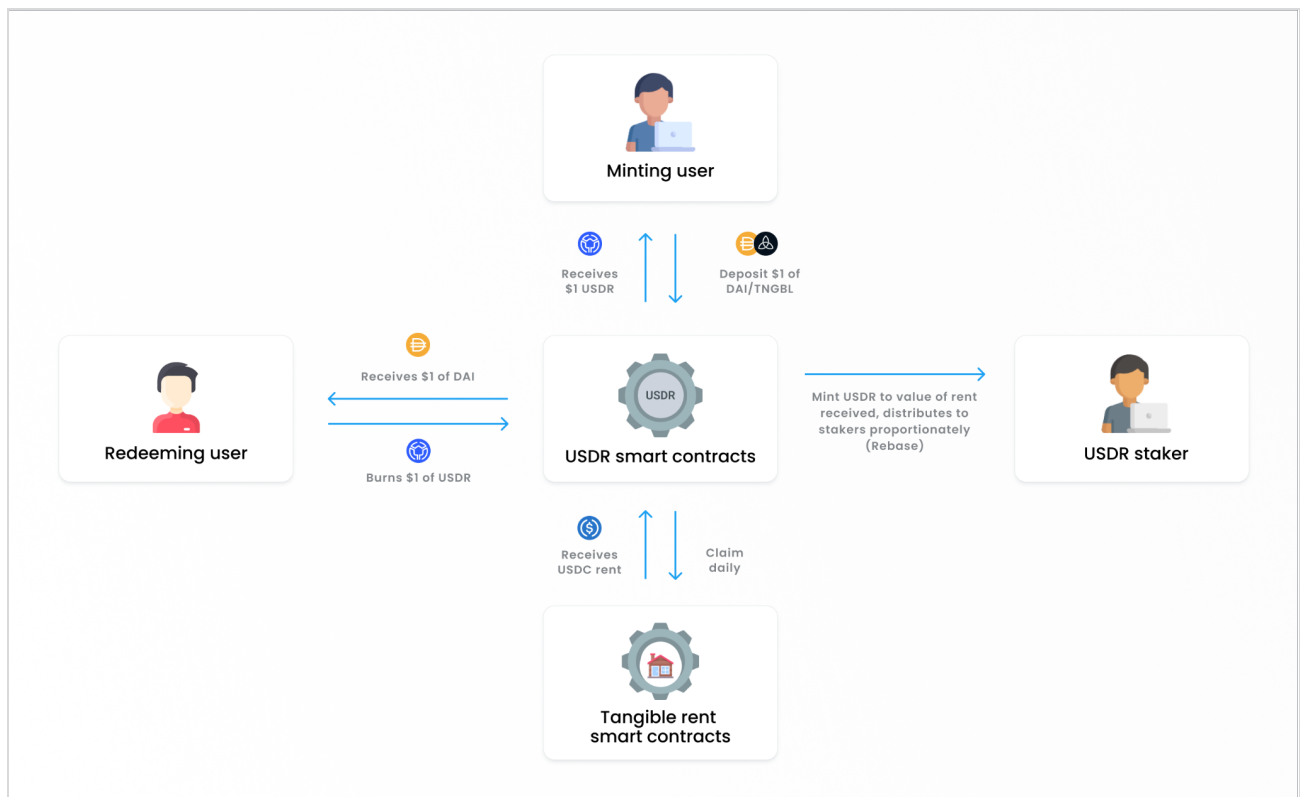 Minting user
Receives
$1 USDR
Deposit $1 of
DAI/TNGBL
Receives $1 of DAI
Burns $1 of USDR
Redeeming user
USDR
USDR smart contracts
Mint USDR to value of rent
received, distributes to
stakers proportionately
(Rebase)
USDR staker
Receives
USDC rent
Claim
daily
Tangible rent
smart contracts